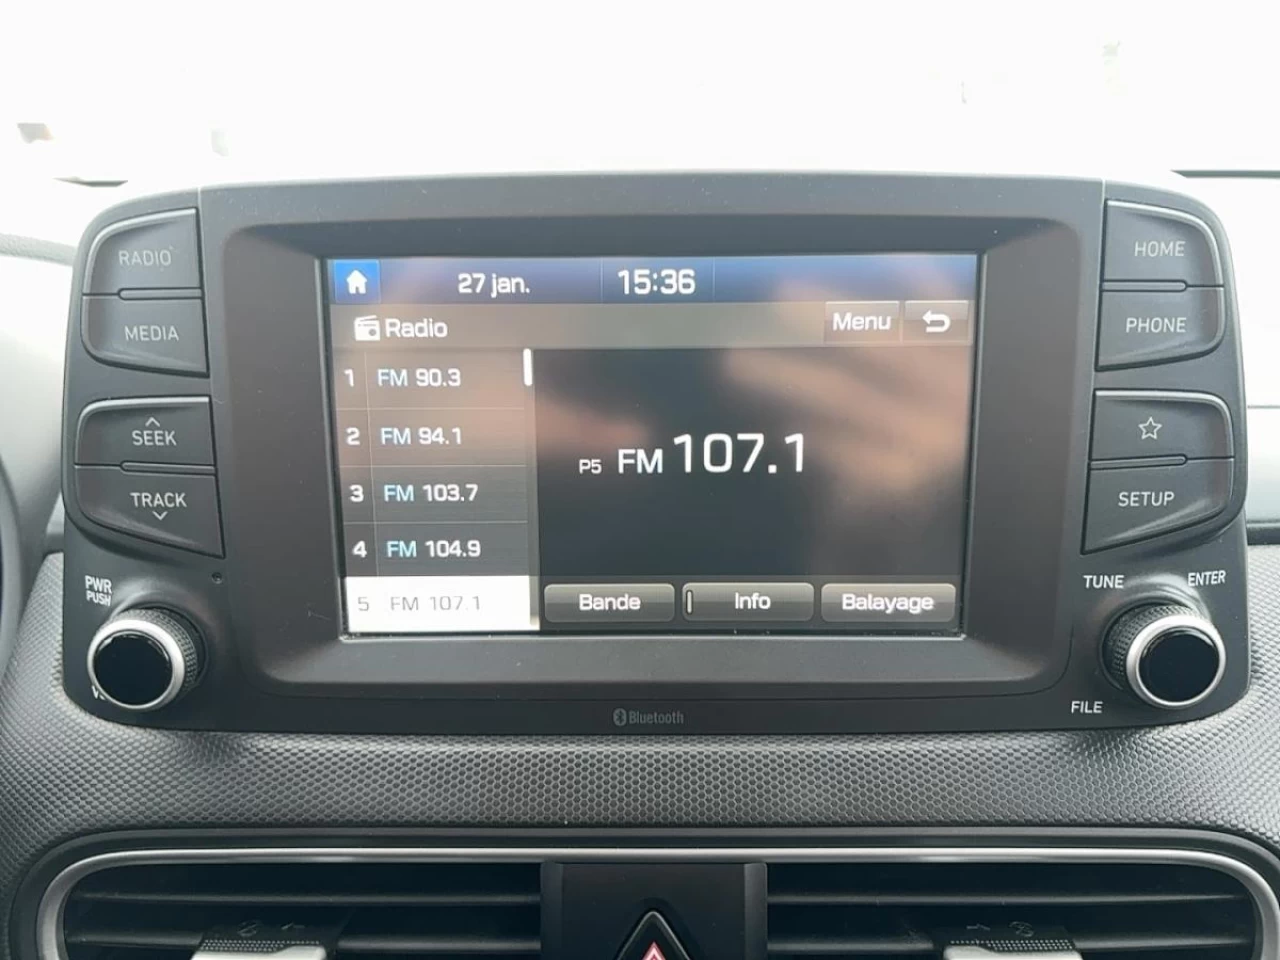 RADIO
MEDIA
SEEK
TRACK
PWR
PUSH
27 jan.
15:36
Radio
Menu
1 FM 90.3
2 FM 94.1
3 FM 103.7
4 FM 104.9
5 FM 107.1
P5 FM 107.1
Bande
Info
Balayage
Bluetooth
HOME
PHONE
SETUP
TUNE
ENTER
FILE